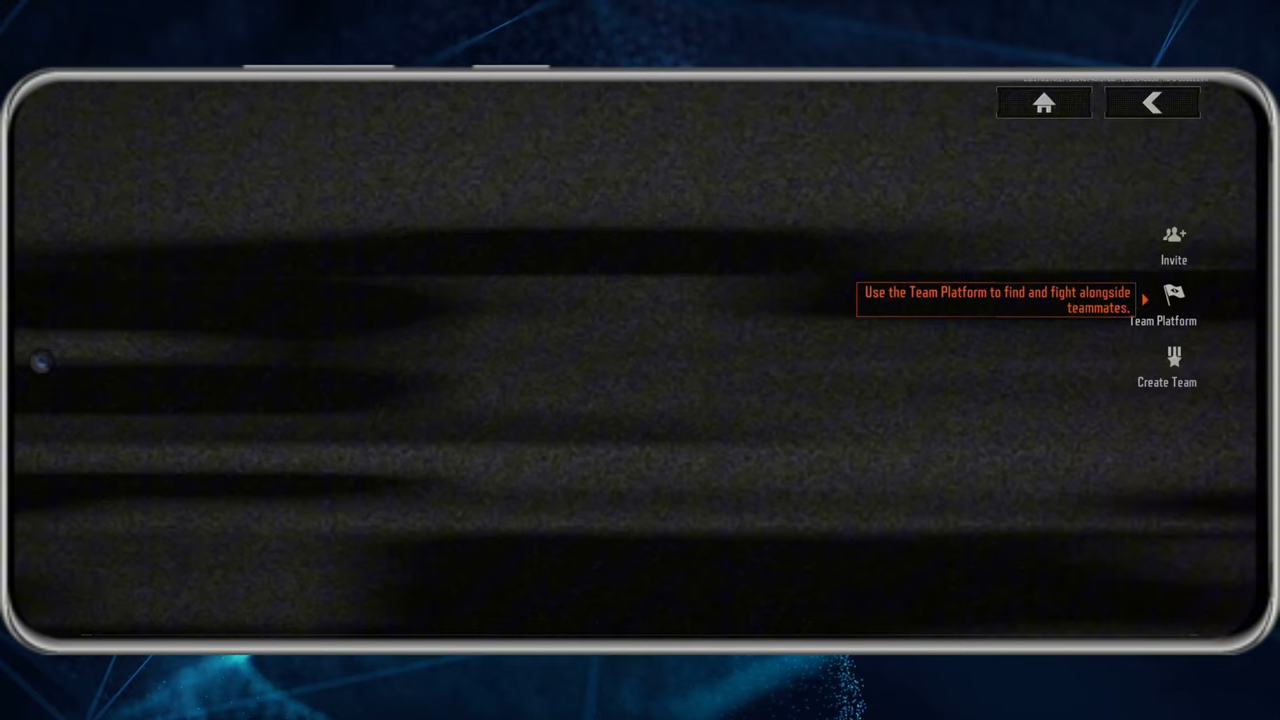 Invite
Use the Team Platform to find and fight alongside
teammates.
Team Platform
Create Team